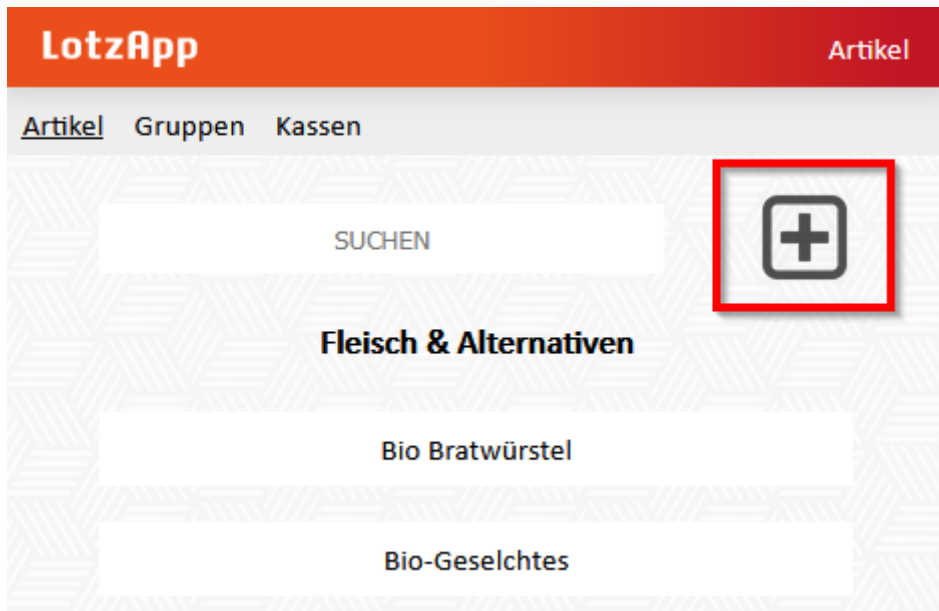 LotzApp
Artikel
Artikel Gruppen Kassen
SUCHEN
Fleisch & Alternativen
Bio Bratwürstel
Bio-Geselchtes